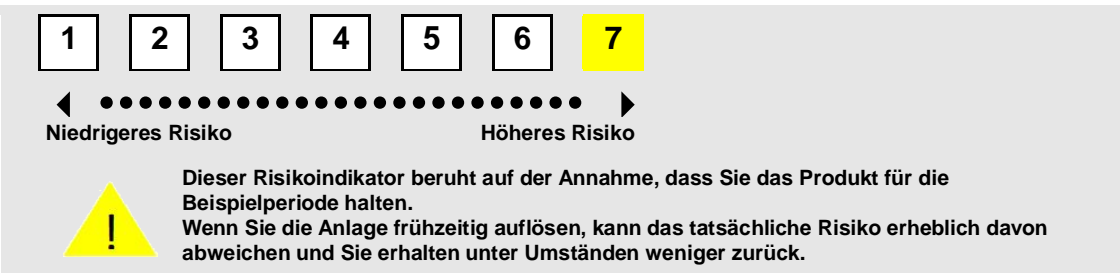 1 2 3 4 5 6 7
Niedrigeres Risiko Höheres Risiko
!
Dieser Risikoindikator beruht auf der Annahme, dass Sie das Produkt für die
Beispielperiode halten.
Wenn Sie die Anlage frühzeitig auflösen, kann das tatsächliche Risiko erheblich davon
abweichen und Sie erhalten unter Umständen weniger zurück.